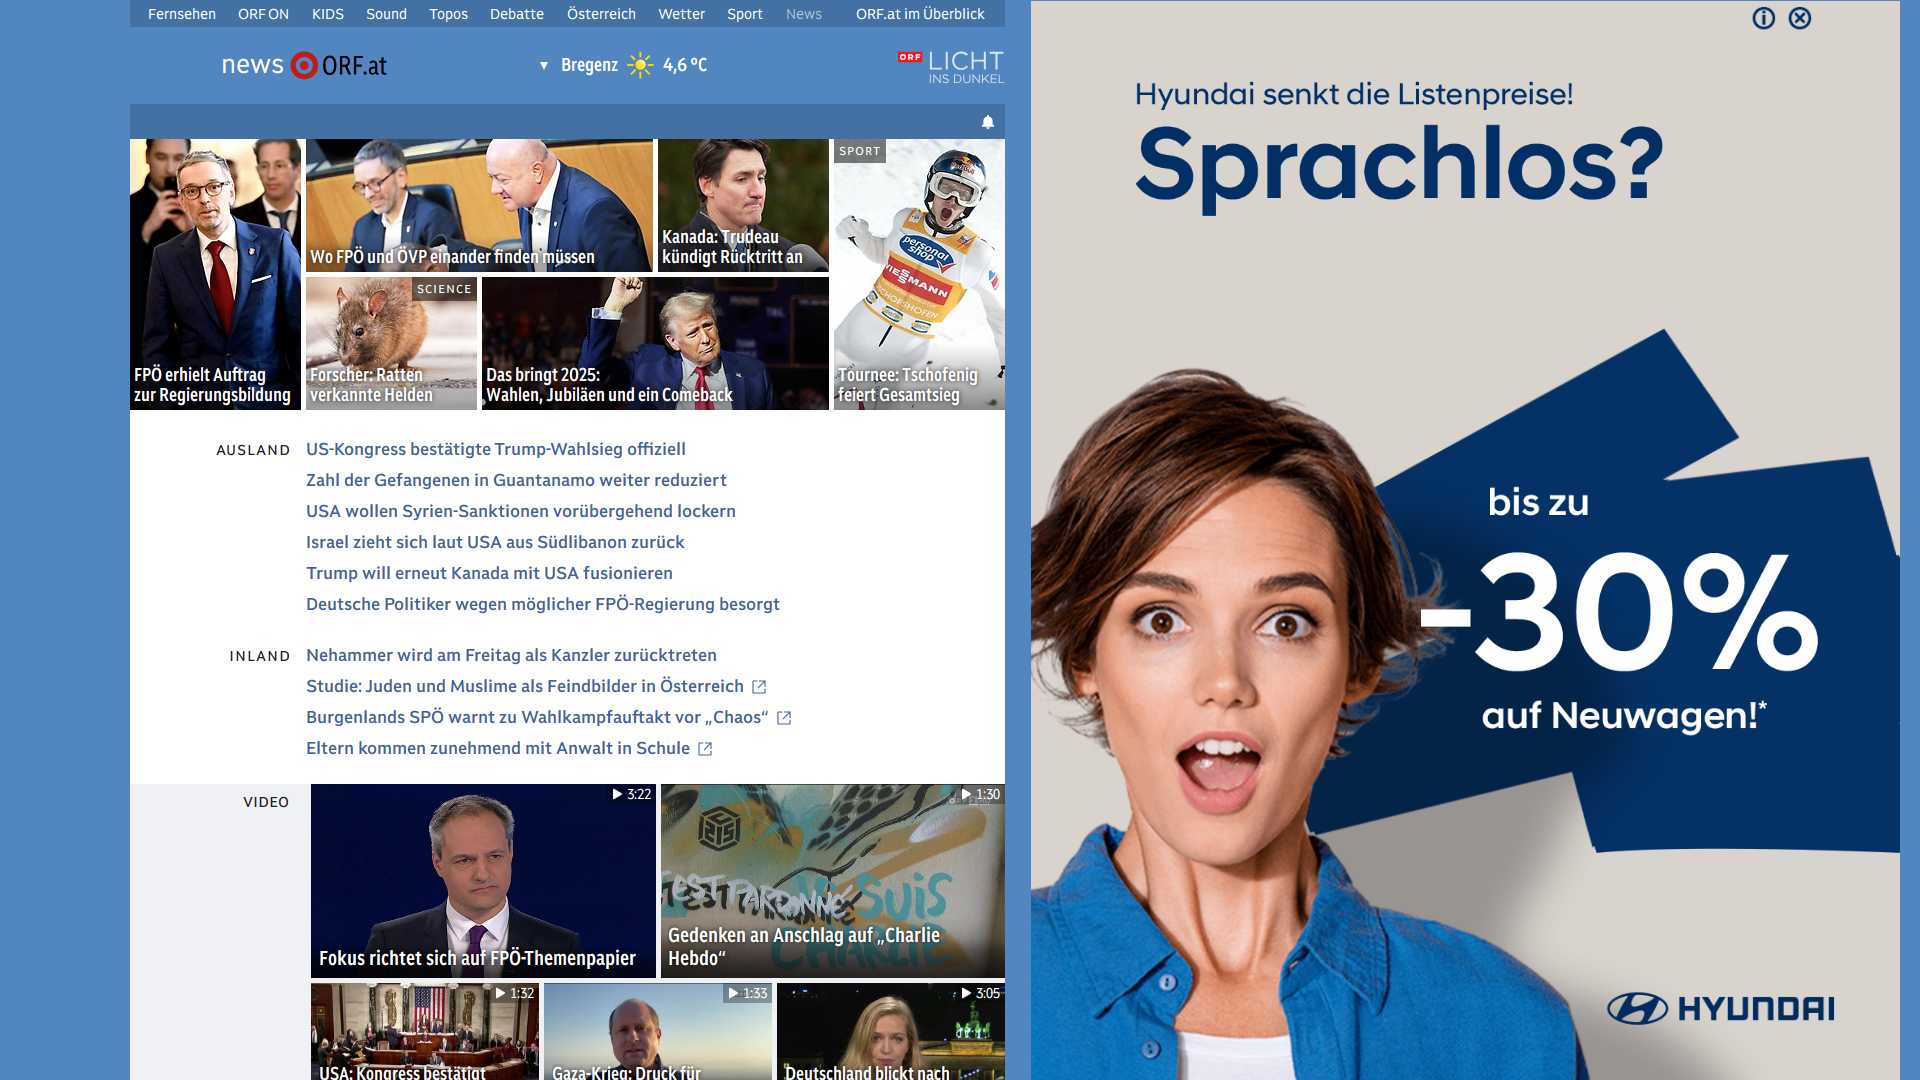 Fernsehen ORF ON KIDS Sound Topos Debatte Österreich Wetter Sport News ORF.at im Überblick
news ORF.at
Bregenz 4,6 °C
ORF LICHT
INS DUNKEL
FPÖ erhielt Auftrag
zur Regierungsbildung
Wo FPÖ und ÖVP einander finden müssen
Kanada: Trudeau
kündigt Rücktritt an
SPORT
personal
shop
VIESSMANN
BISCHOFSHOFEN
Tournee: Tschofenig
feiert Gesamtsieg
SCIENCE
Forscher: Ratten
verkannte Helden
Das bringt 2025:
Wahlen, Jubiläen und ein Comeback
AUSLAND
US-Kongress bestätigte Trump-Wahlsieg offiziell
Zahl der Gefangenen in Guantanamo weiter reduziert
USA wollen Syrien-Sanktionen vorübergehend lockern
Israel zieht sich laut USA aus Südlibanon zurück
Trump will erneut Kanada mit USA fusionieren
Deutsche Politiker wegen möglicher FPÖ-Regierung besorgt
INLAND
Nehammer wird am Freitag als Kanzler zurücktreten
Studie: Juden und Muslime als Feindbilder in Österreich
Burgenlands SPÖ warnt zu Wahlkampfauftakt vor „Chaos“
Eltern kommen zunehmend mit Anwalt in Schule
VIDEO
3:22
Fokus richtet sich auf FPÖ-Themenpapier
1:30
EST PARDONNÉ
SUIS
CHARLIE
Gedenken an Anschlag auf „Charlie
Hebdo“
1:32
USA: Kongress bestätigt
1:33
Gaza-Krieg: Druck für
3:05
Deutschland blickt nach
Hyundai senkt die Listenpreise!
Sprachlos?
bis zu
-30%
auf Neuwagen!*
HYUNDAI